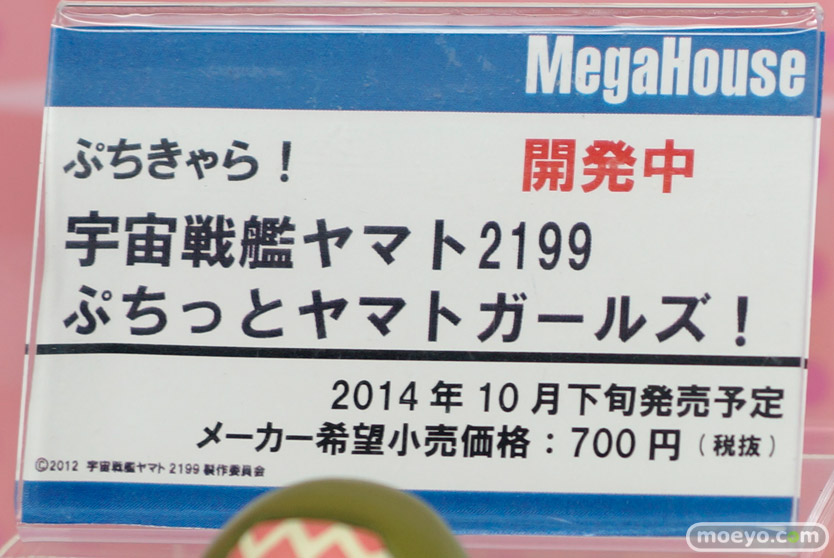 MegaHouse
ぷちきゃら！ 開発中
宇宙戦艦ヤマト2199
ぷちっとヤマトガールズ！
2014年10月下旬発売予定
メーカー希望小売価格：700円（税抜）
©2012 宇宙戦艦ヤマト2199製作委員会
moeyo.com